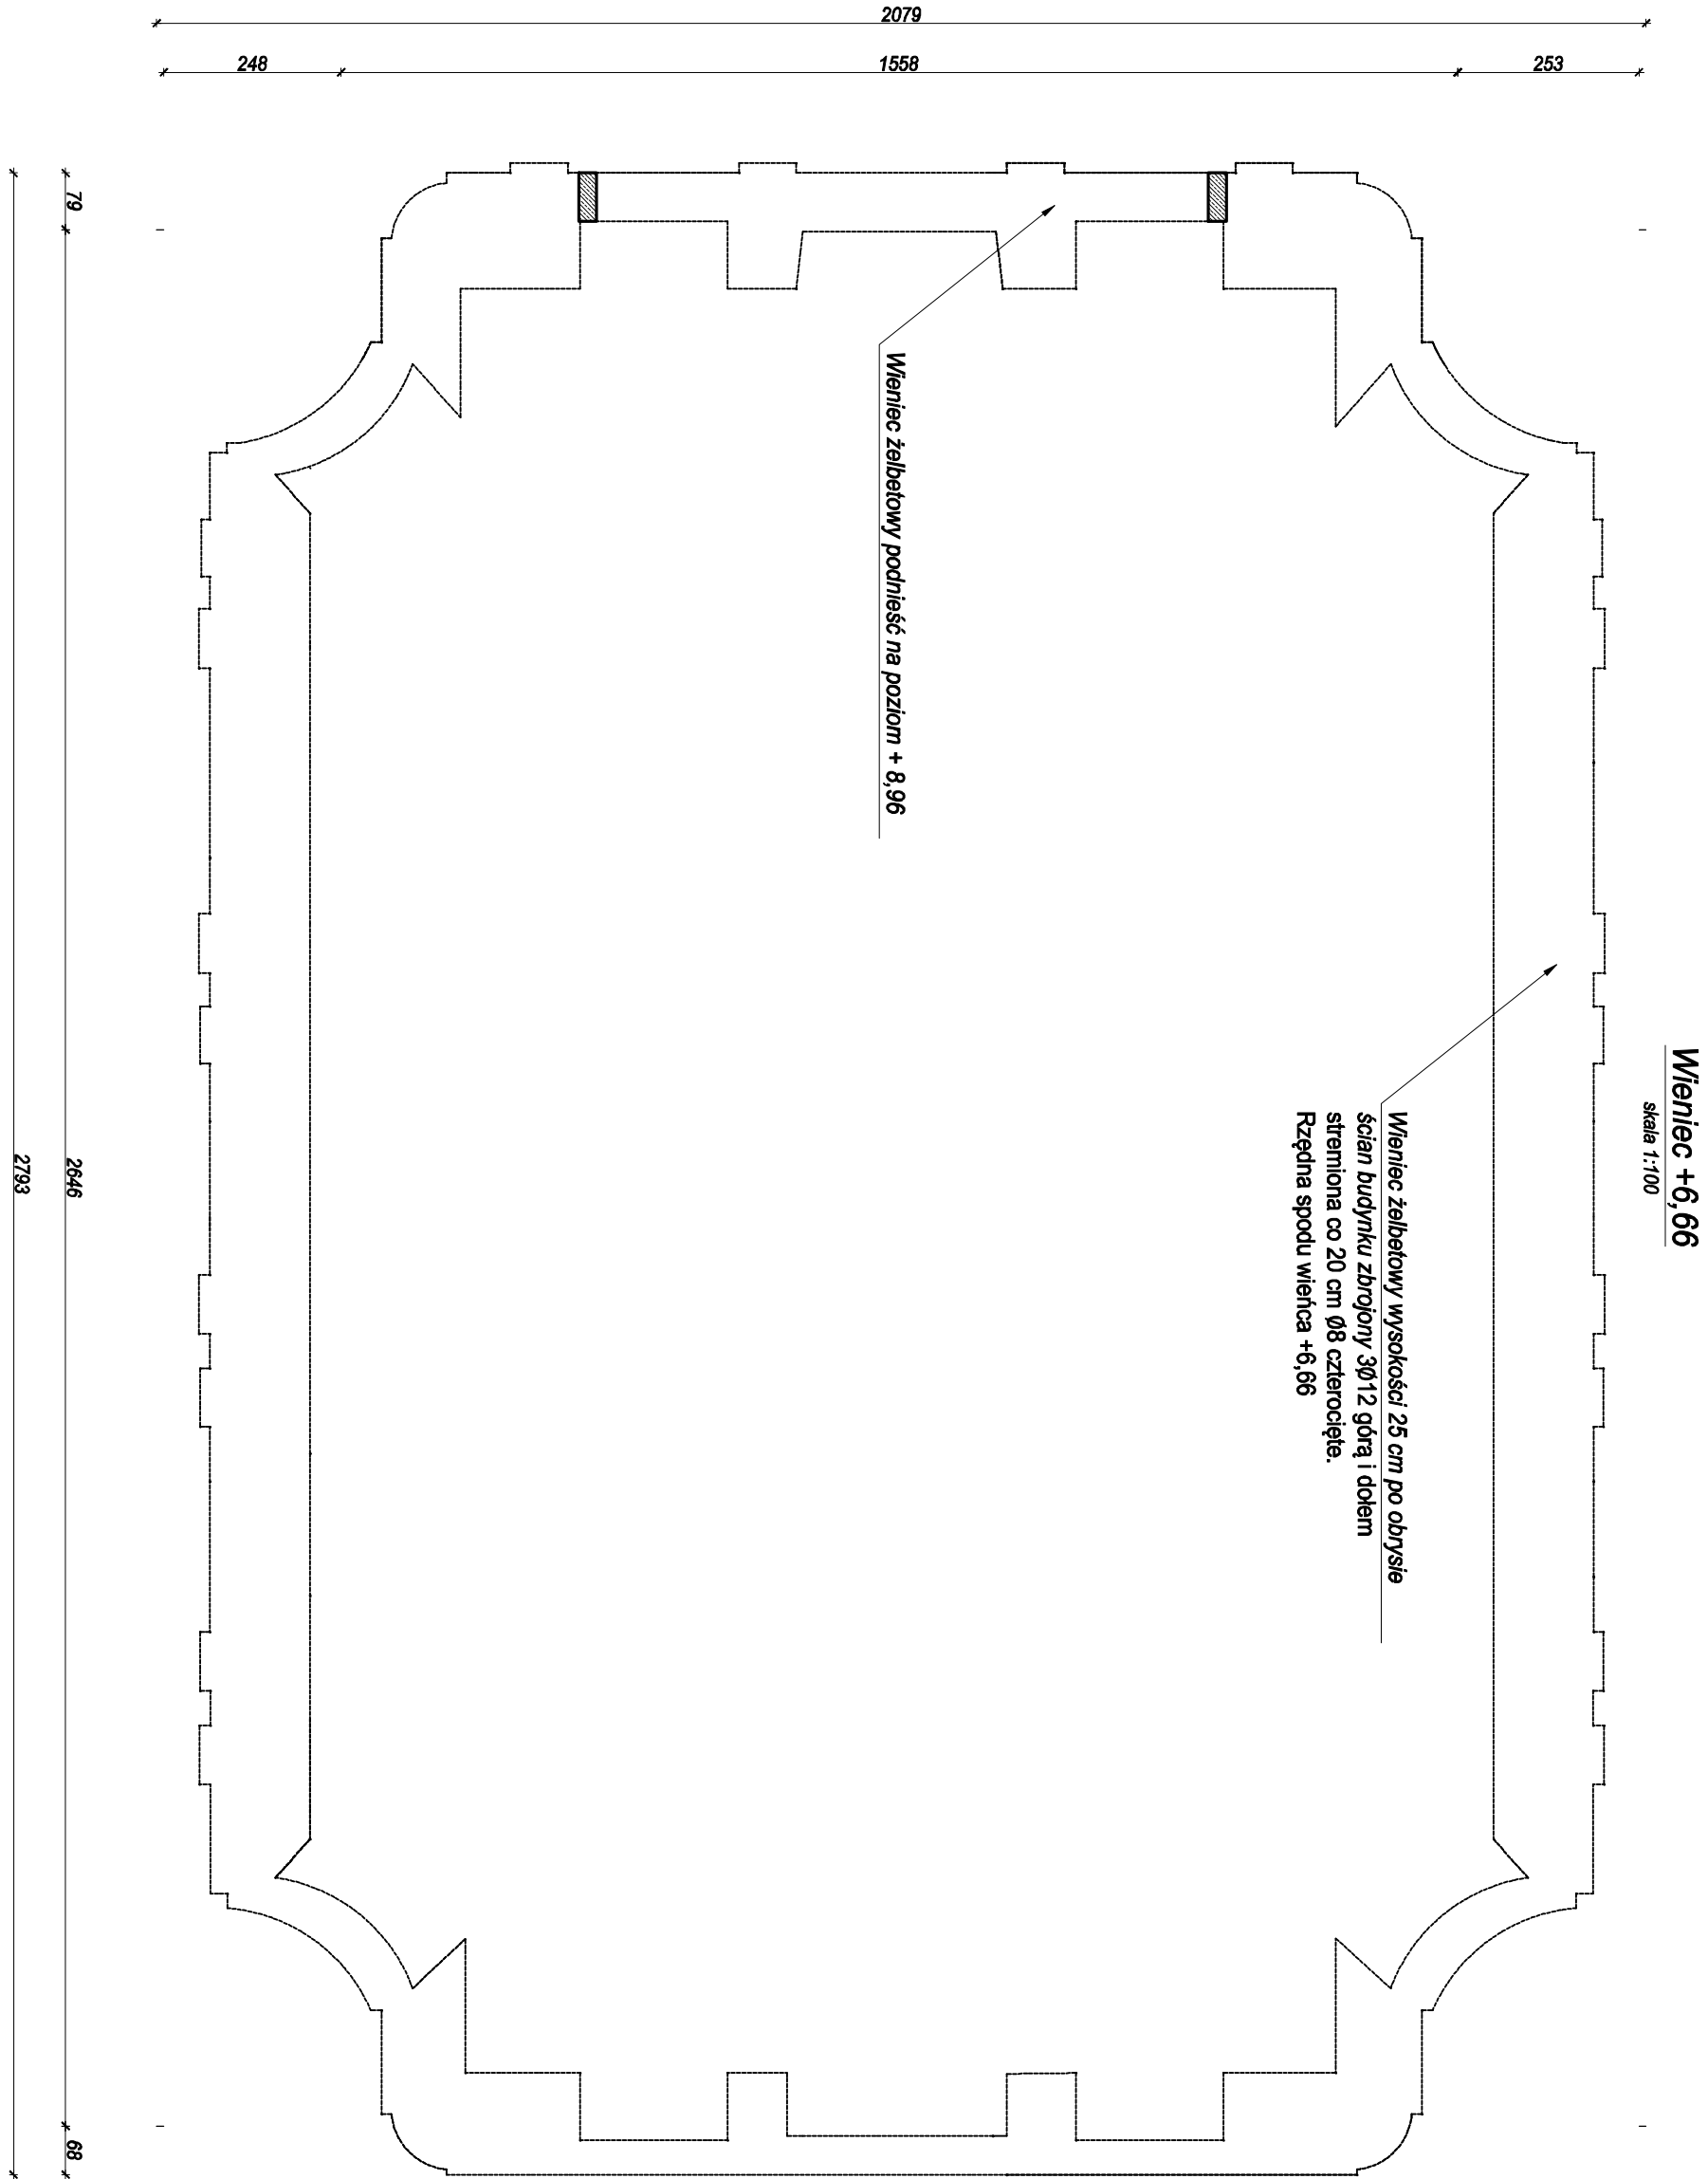 Wieniec +6,66
skala 1:100
Wieniec żelbetowy wysokości 25 cm po obrysie
ścian budynku zbrojony 3Ø12 górą i dołem
stremiona co 20 cm Ø8 czterocięte.
Rzędna spodu wieńca +6,66
Wieniec żelbetowy podnieść na poziom + 8,96
2079
248
1558
253
79
2646
68
2793